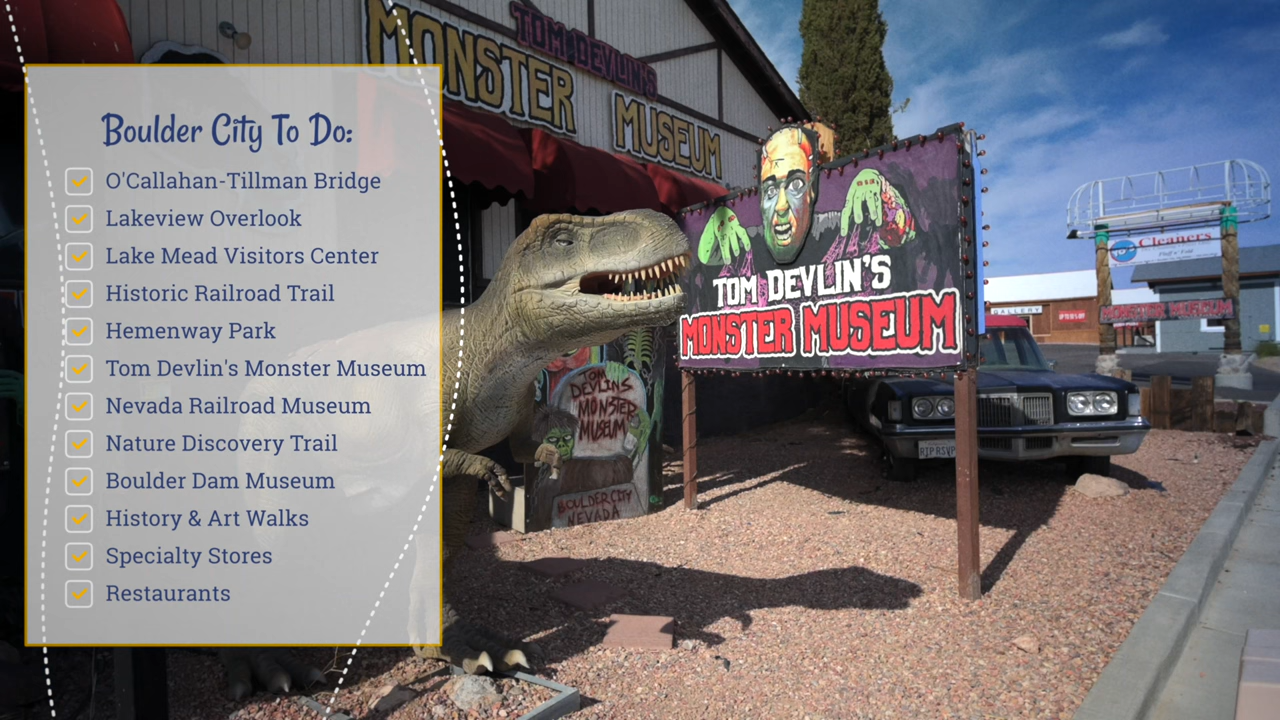 Boulder City To Do:
O'Callahan-Tillman Bridge
Lakeview Overlook
Lake Mead Visitors Center
Historic Railroad Trail
Hemenway Park
Tom Devlin's Monster Museum
Nevada Railroad Museum
Nature Discovery Trail
Boulder Dam Museum
History & Art Walks
Specialty Stores
Restaurants
TOM DEVLIN'S
MONSTER MUSEUM
TOM DEVLIN'S
MONSTER MUSEUM
TOM
DEVLINS
MONSTER
MUSEUM
BOULDER CITY
NEVADA
RIP RSVP
Cleaners
MONSTER MUSEUM
GALLERY